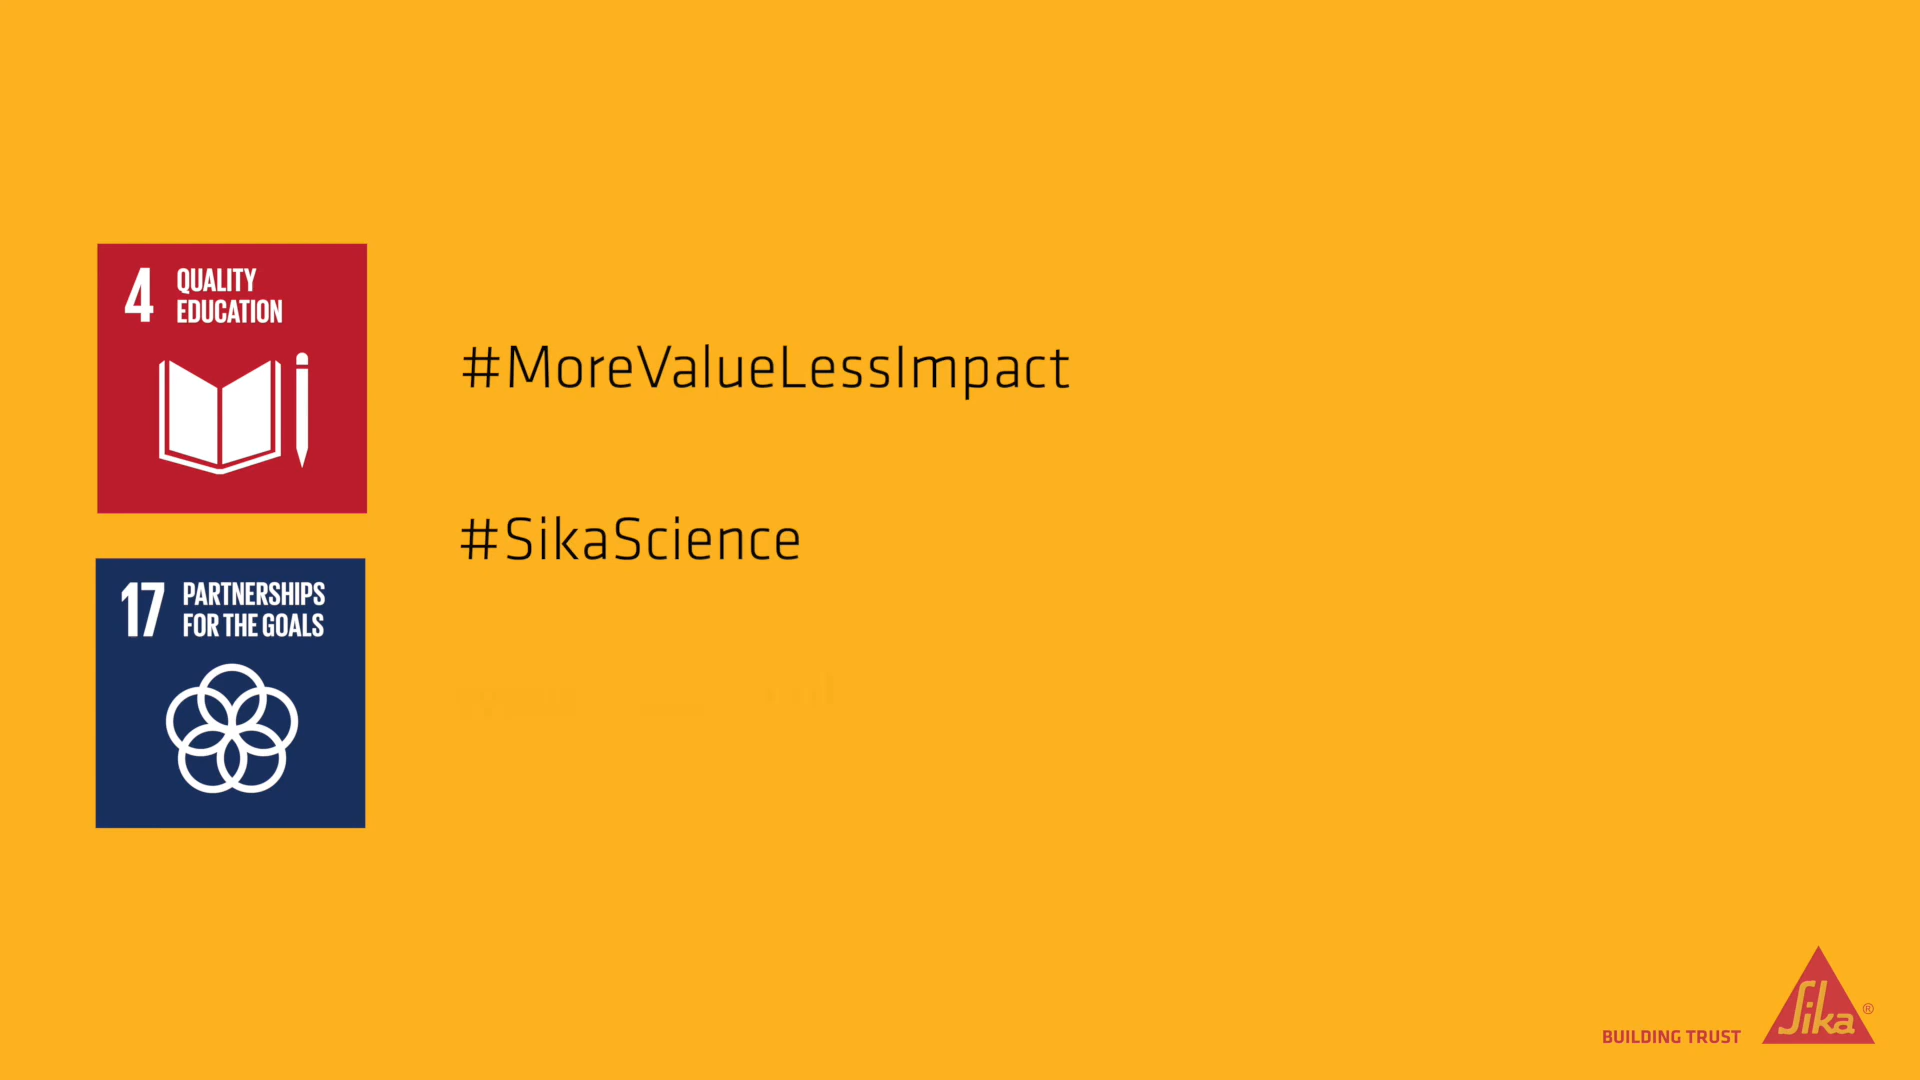 4 QUALITY
EDUCATION
#MoreValueLessImpact
#SikaScience
17 PARTNERSHIPS
FOR THE GOALS
BUILDING TRUST
Sika®